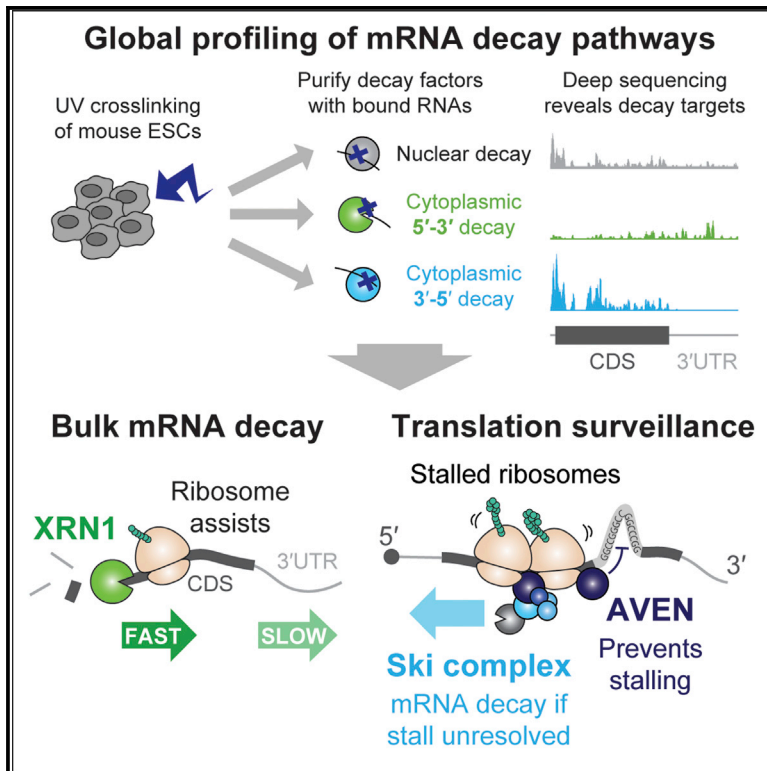 Global profiling of mRNA decay pathways
UV crosslinking
of mouse ESCs
Purify decay factors
with bound RNAs
Deep sequencing
reveals decay targets
Nuclear decay
Cytoplasmic
5′-3′ decay
Cytoplasmic
3′-5′ decay
CDS
3′UTR
Bulk mRNA decay
XRN1
Ribosome
assists
CDS
3′UTR
FAST
SLOW
Translation surveillance
Stalled ribosomes
5′
3′
AVEN
Prevents
stalling
Ski complex
mRNA decay if
stall unresolved